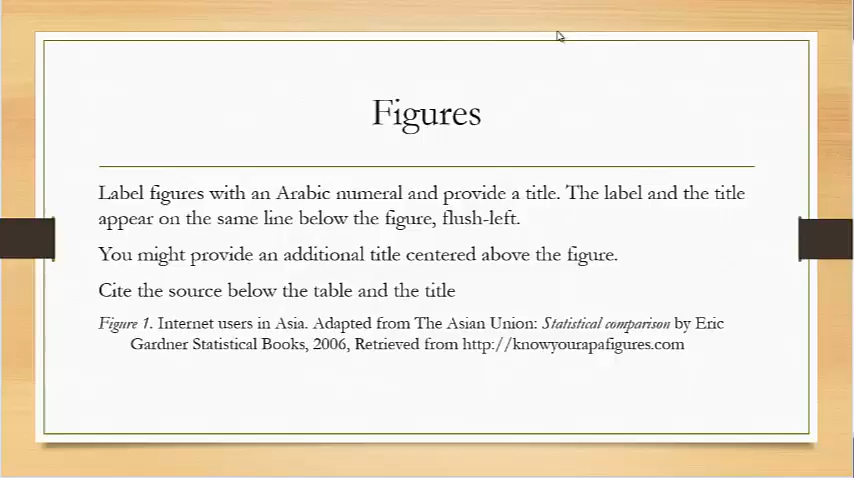 Figures
Label figures with an Arabic numeral and provide a title. The label and the title
appear on the same line below the figure, flush-left.
You might provide an additional title centered above the figure.
Cite the source below the table and the title
Figure 1. Internet users in Asia. Adapted from The Asian Union: Statistical comparison by Eric
Gardner Statistical Books, 2006, Retrieved from http://knowyourapafigures.com